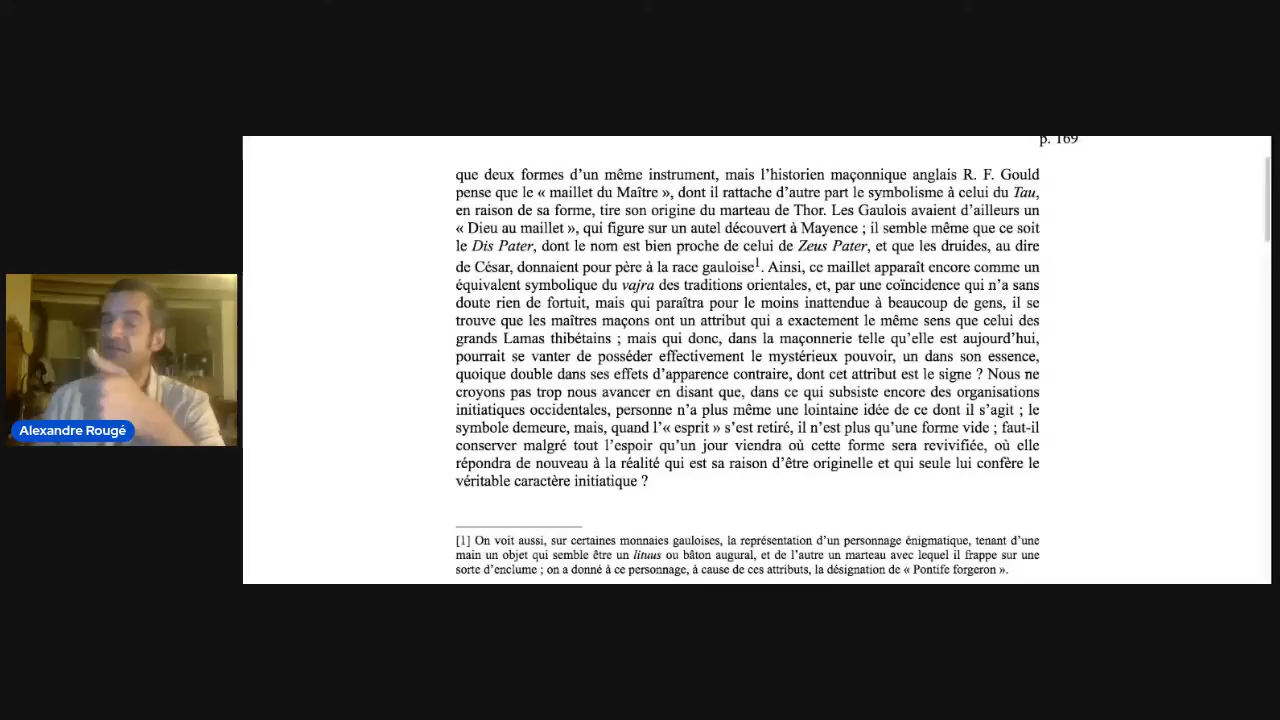 p. 169
que deux formes d’un même instrument, mais l’historien maçonnique anglais R. F. Gould
pense que le « maillet du Maître », dont il rattache d’autre part le symbolisme à celui du Tau,
en raison de sa forme, tire son origine du marteau de Thor. Les Gaulois avaient d’ailleurs un
« Dieu au maillet », qui figure sur un autel découvert à Mayence ; il semble même que ce soit
le Dis Pater, dont le nom est bien proche de celui de Zeus Pater, et que les druides, au dire
de César, donnaient pour père à la race gauloise1. Ainsi, ce maillet apparaît encore comme un
équivalent symbolique du vajra des traditions orientales, et, par une coïncidence qui n’a sans
doute rien de fortuit, mais qui paraîtra pour le moins inattendue à beaucoup de gens, il se
trouve que les maîtres maçons ont un attribut qui a exactement le même sens que celui des
grands Lamas thibétains ; mais qui donc, dans la maçonnerie telle qu’elle est aujourd’hui,
pourrait se vanter de posséder effectivement le mystérieux pouvoir, un dans son essence,
quoique double dans ses effets d’apparence contraire, dont cet attribut est le signe ? Nous ne
croyons pas trop nous avancer en disant que, dans ce qui subsiste encore des organisations
initiatiques occidentales, personne n’a plus même une lointaine idée de ce dont il s’agit ; le
symbole demeure, mais, quand l’« esprit » s’est retiré, il n’est plus qu’une forme vide ; faut-il
conserver malgré tout l’espoir qu’un jour viendra où cette forme sera revivifiée, où elle
répondra de nouveau à la réalité qui est sa raison d’être originelle et qui seule lui confère le
véritable caractère initiatique ?
[1] On voit aussi, sur certaines monnaies gauloises, la représentation d’un personnage énigmatique, tenant d’une
main un objet qui semble être un lituus ou bâton augural, et de l’autre un marteau avec lequel il frappe sur une
sorte d’enclume ; on a donné à ce personnage, à cause de ces attributs, la désignation de « Pontife forgeron ».
Alexandre Rougé